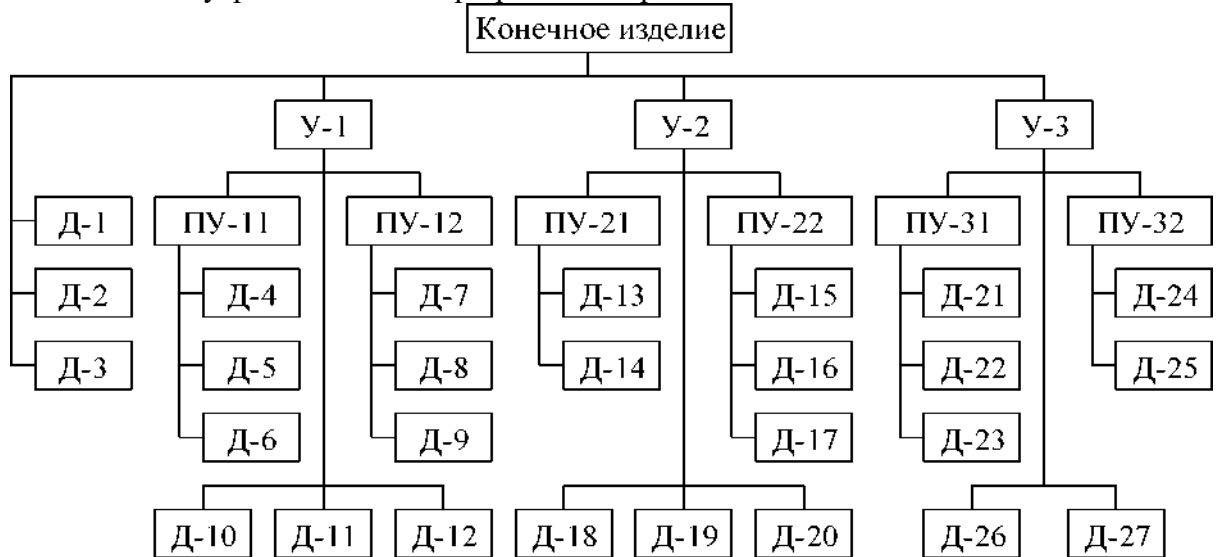 Конечное изделие
У-1 У-2 У-3
Д-1 ПУ-11 ПУ-12 ПУ-21 ПУ-22 ПУ-31 ПУ-32
Д-2 Д-4 Д-7 Д-13 Д-15 Д-21 Д-24
Д-3 Д-5 Д-8 Д-14 Д-16 Д-22 Д-25
Д-6 Д-9 Д-17 Д-23
Д-10 Д-11 Д-12 Д-18 Д-19 Д-20 Д-26 Д-27